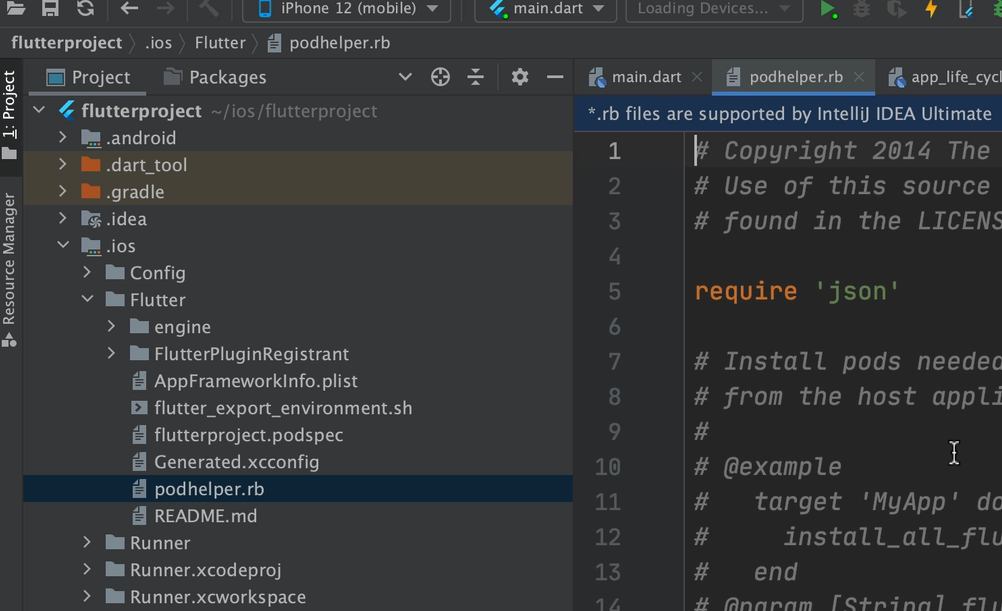 iPhone 12 (mobile)
main.dart
Loading Devices...
flutterproject
.ios
Flutter
podhelper.rb
1: Project
Resource Manager
Project
Packages
flutterproject ~/ios/flutterproject
.android
.dart_tool
.gradle
.idea
.ios
Config
Flutter
engine
FlutterPluginRegistrant
AppFrameworkInfo.plist
flutter_export_environment.sh
flutterproject.podspec
Generated.xcconfig
podhelper.rb
README.md
Runner
Runner.xcodeproj
Runner.xcworkspace
main.dart
podhelper.rb
app_life_cycl
*.rb files are supported by IntelliJ IDEA Ultimate
1 # Copyright 2014 The
2 # Use of this source
3 # found in the LICENS
4
5 require 'json'
6
7 # Install pods needed
8 # from the host appli
9 #
10 # @example
11 # target 'MyApp' do
12 # install_all_flu
13 # end
14 # @param [String] flu